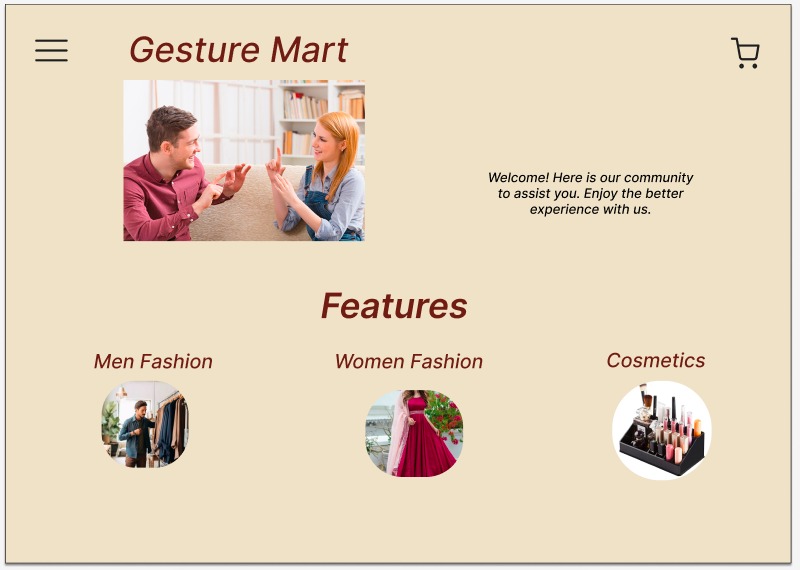 Gesture Mart
Welcome! Here is our community
to assist you. Enjoy the better
experience with us.
Features
Men Fashion
Women Fashion
Cosmetics